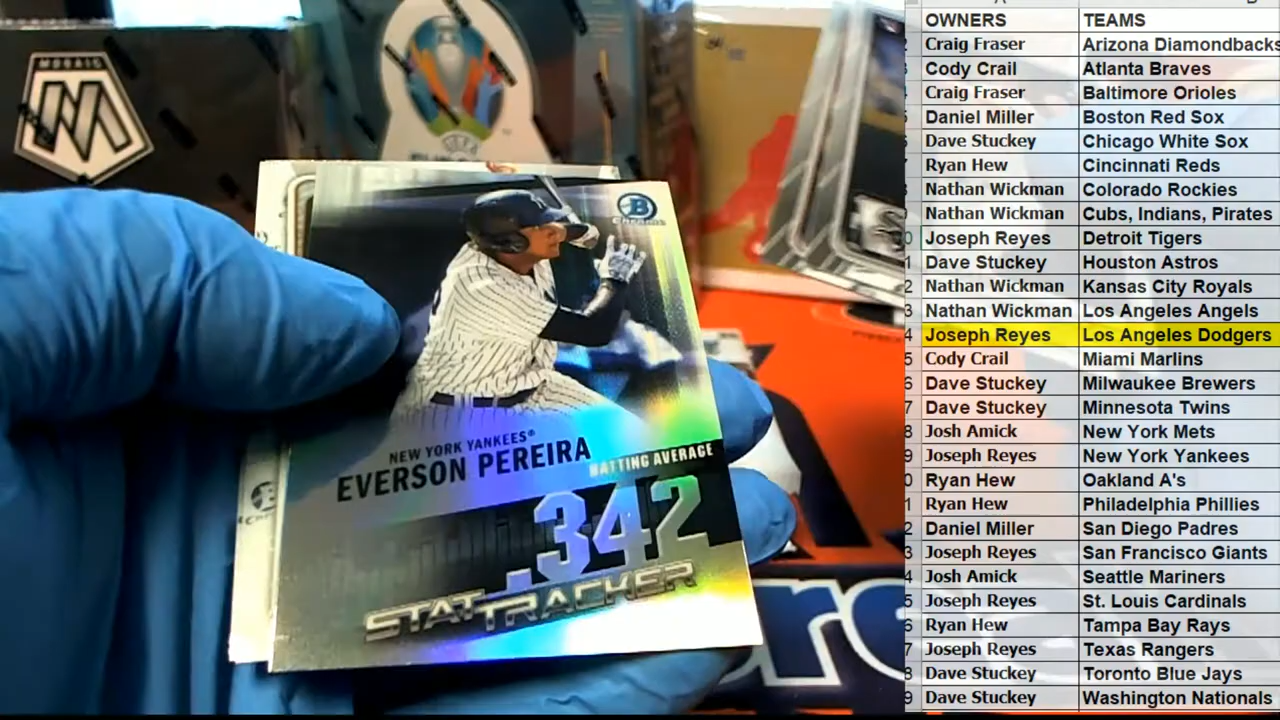 MOSAIC
UEFA
B
Chrome
NEW YORK YANKEES®
EVERSON PEREIRA
BATTING AVERAGE
.342
STAT TRACKER
OWNERS TEAMS
Craig Fraser Arizona Diamondbacks
Cody Crail Atlanta Braves
Craig Fraser Baltimore Orioles
Daniel Miller Boston Red Sox
Dave Stuckey Chicago White Sox
Ryan Hew Cincinnati Reds
Nathan Wickman Colorado Rockies
Nathan Wickman Cubs, Indians, Pirates
Joseph Reyes Detroit Tigers
Dave Stuckey Houston Astros
Nathan Wickman Kansas City Royals
Nathan Wickman Los Angeles Angels
Joseph Reyes Los Angeles Dodgers
Cody Crail Miami Marlins
Dave Stuckey Milwaukee Brewers
Dave Stuckey Minnesota Twins
Josh Amick New York Mets
Joseph Reyes New York Yankees
Ryan Hew Oakland A's
Ryan Hew Philadelphia Phillies
Daniel Miller San Diego Padres
Joseph Reyes San Francisco Giants
Josh Amick Seattle Mariners
Joseph Reyes St. Louis Cardinals
Ryan Hew Tampa Bay Rays
Joseph Reyes Texas Rangers
Dave Stuckey Toronto Blue Jays
Dave Stuckey Washington Nationals